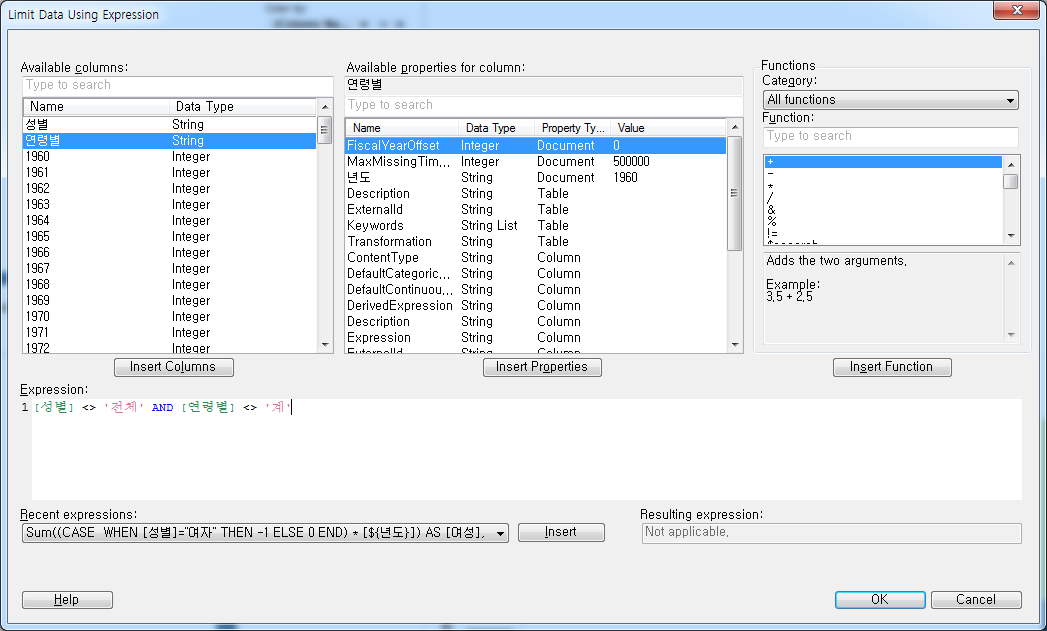 Limit Data Using Expression
Available columns:
Type to search
Name Data Type
성별 String
연령별 String
1960 Integer
1961 Integer
1962 Integer
1963 Integer
1964 Integer
1965 Integer
1966 Integer
1967 Integer
1968 Integer
1969 Integer
1970 Integer
1971 Integer
1972 Integer
Insert Columns
Available properties for column:
연령별
Type to search
Name Data Type Property Ty... Value
FiscalYearOffset Integer Document 0
MaxMissingTim... Integer Document 500000
년도 String Document 1960
Description String Table
ExternalId String Table
Keywords String List Table
Transformation String Table
ContentType String Column
DefaultCategoric... String Column
DefaultContinuou... String Column
DerivedExpression String Column
Description String Column
Expression String Column
ExternalId String Column
Insert Properties
Functions
Category:
All functions
Function:
Type to search
+
-
*
/
&
%
!=
Adds the two arguments.
Example:
3.5 + 2.5
Insert Function
Expression:
1 [성별] <> '전체' AND [연령별] <> '계'
Recent expressions:
Sum((CASE WHEN [성별]="여자" THEN -1 ELSE 0 END) * [${년도}]) AS [여성],
Insert
Resulting expression:
Not applicable.
Help
OK
Cancel